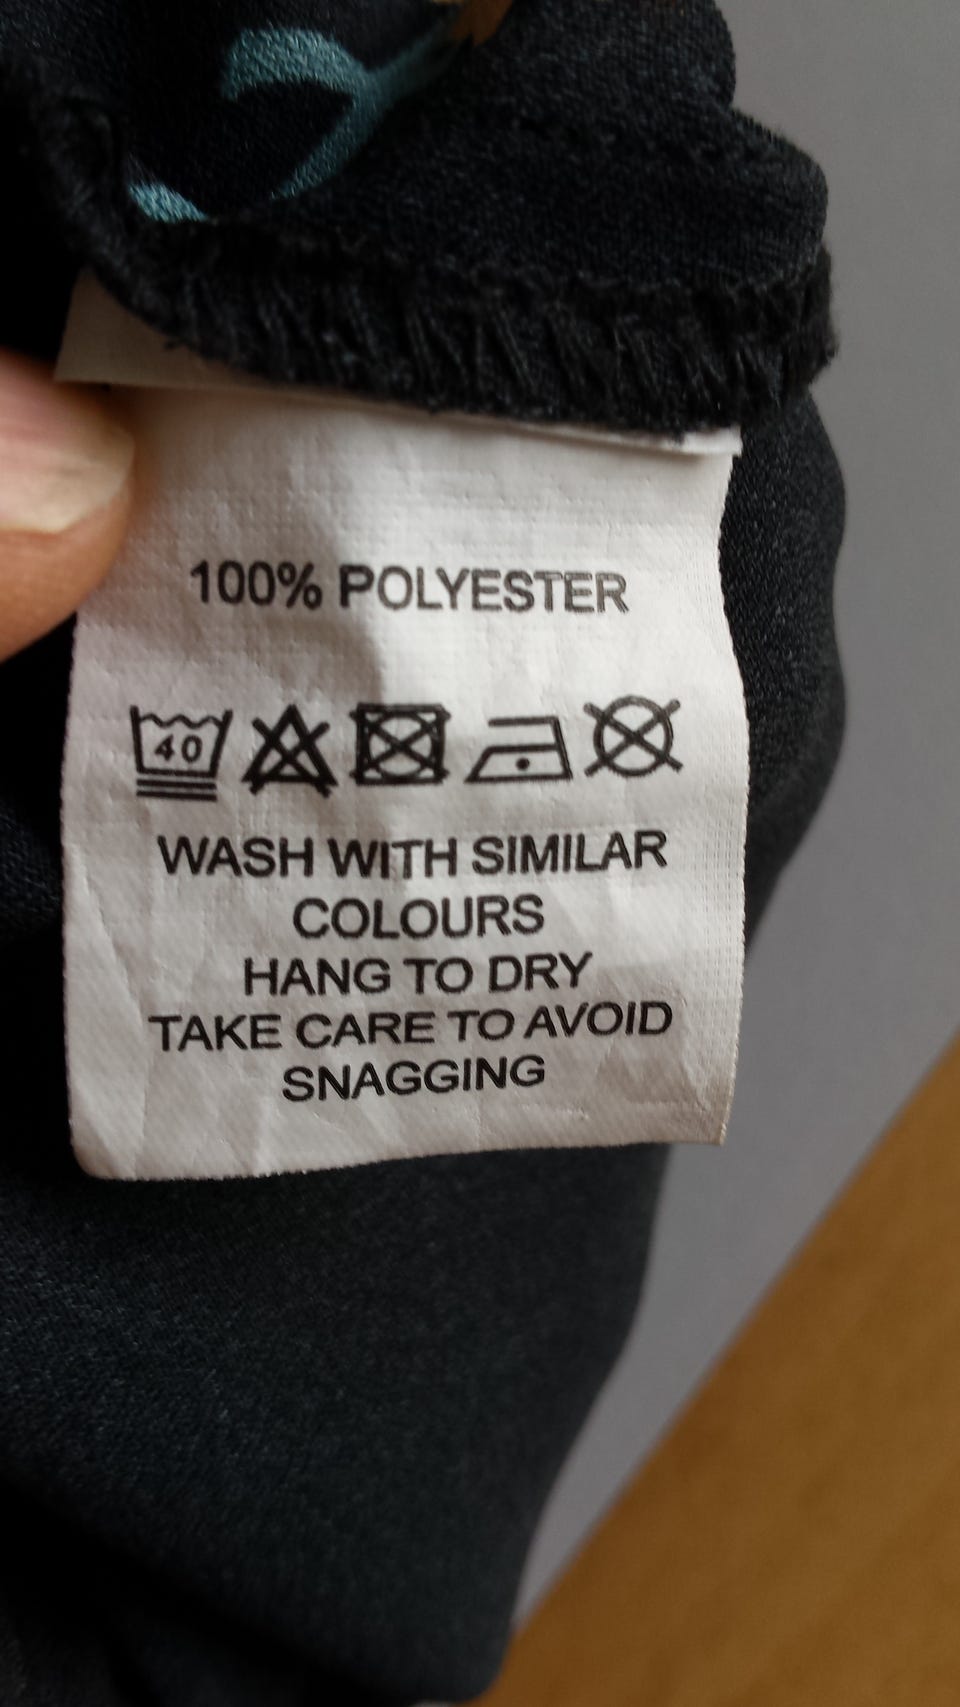 100% POLYESTER
40
WASH WITH SIMILAR
COLOURS
HANG TO DRY
TAKE CARE TO AVOID
SNAGGING